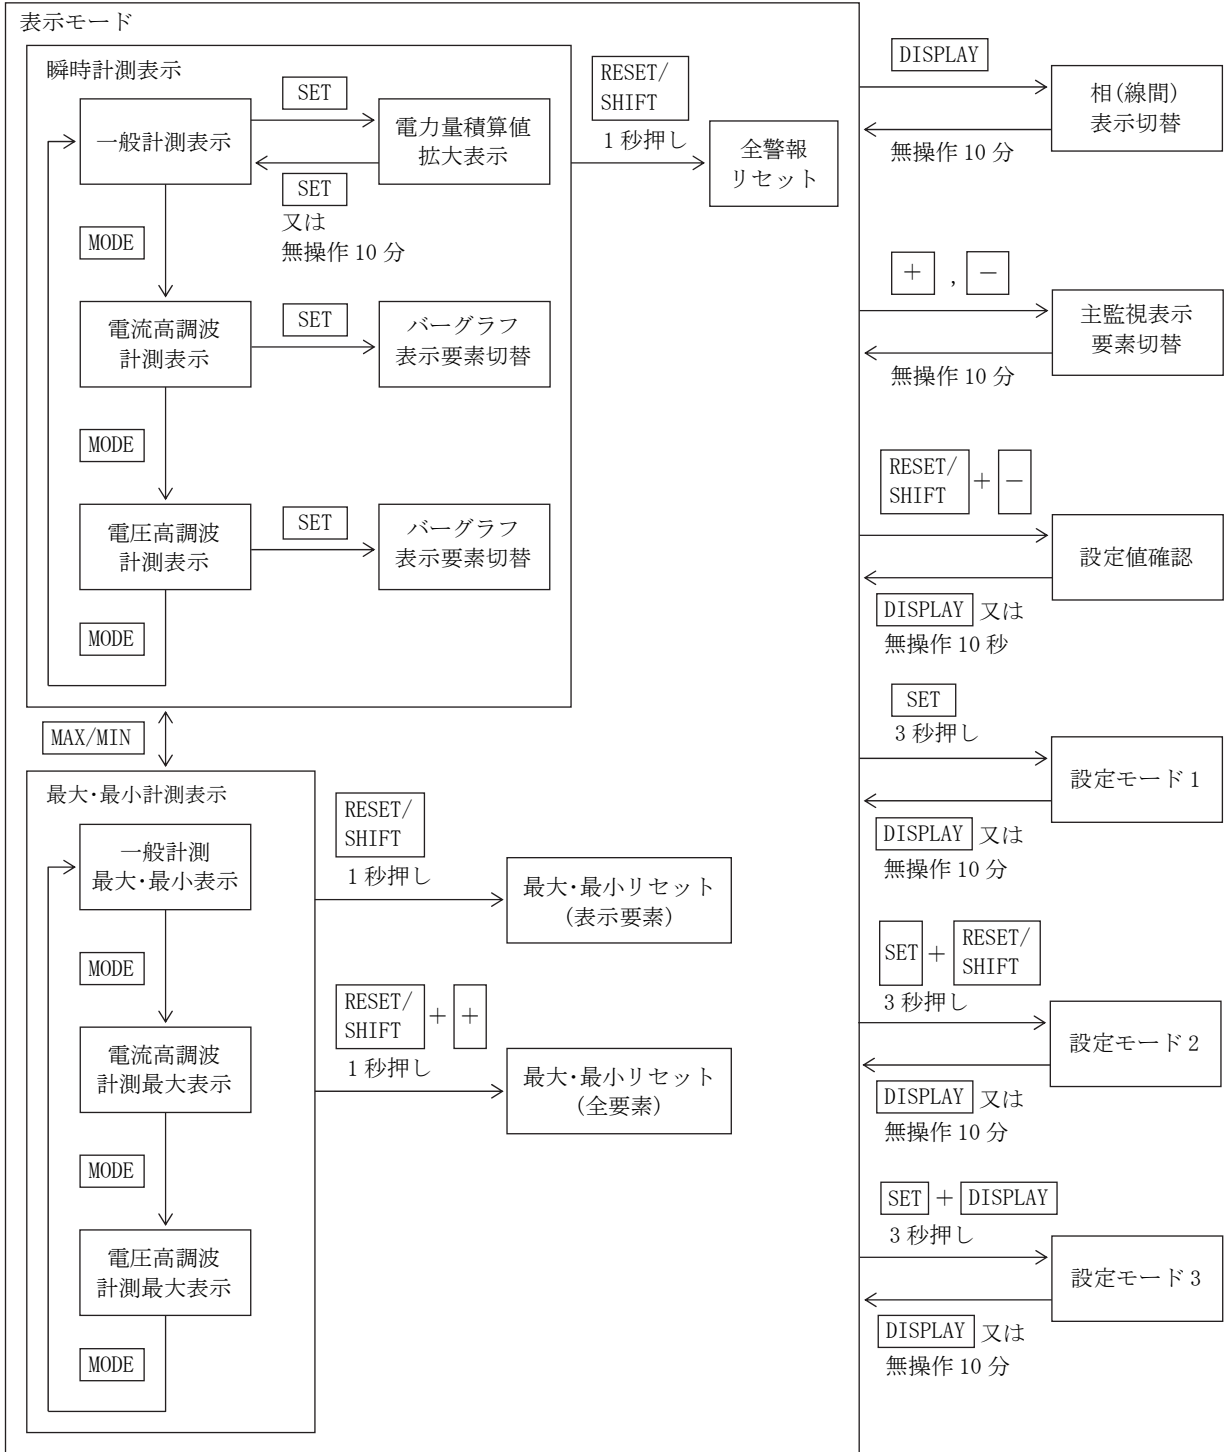 表示モード
瞬時計測表示
一般計測表示
SET
電力量積算値
拡大表示
SET
又は
無操作10分
RESET/
SHIFT
1秒押し
全警報
リセット
MODE
電流高調波
計測表示
SET
バーグラフ
表示要素切替
MODE
電圧高調波
計測表示
SET
バーグラフ
表示要素切替
MODE
MAX/MIN
最大・最小計測表示
一般計測
最大・最小表示
RESET/
SHIFT
1秒押し
最大・最小リセット
(表示要素)
MODE
電流高調波
計測最大表示
RESET/
SHIFT
+ +
1秒押し
最大・最小リセット
(全要素)
MODE
電圧高調波
計測最大表示
MODE
DISPLAY
相(線間)
表示切替
無操作10分
+ , −
主監視表示
要素切替
無操作10分
RESET/
SHIFT
+ −
設定値確認
DISPLAY 又は
無操作10秒
SET
3秒押し
設定モード1
DISPLAY 又は
無操作10分
SET + RESET/
SHIFT
3秒押し
設定モード2
DISPLAY 又は
無操作10分
SET + DISPLAY
3秒押し
設定モード3
DISPLAY 又は
無操作10分